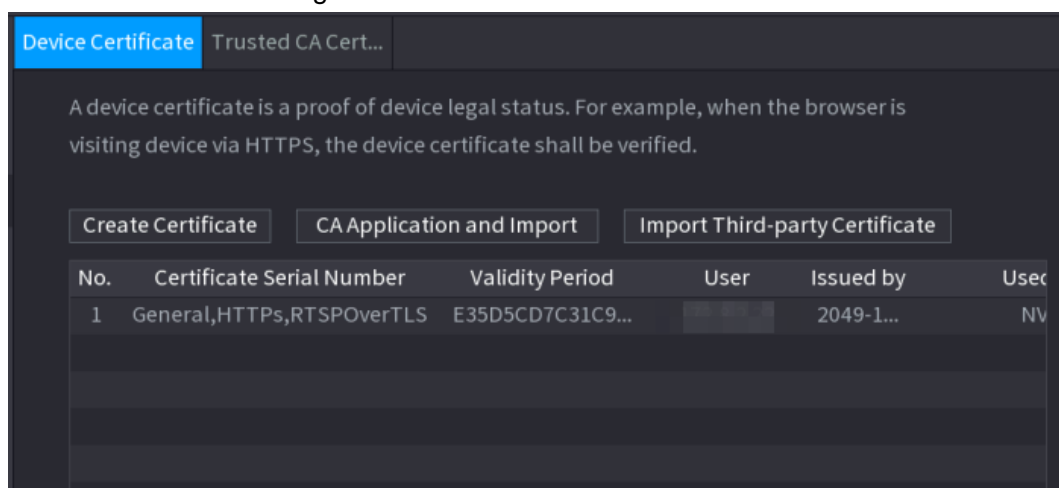 Device Certificate Trusted CA Cert...
A device certificate is a proof of device legal status. For example, when the browser is
visiting device via HTTPS, the device certificate shall be verified.
Create Certificate CA Application and Import Import Third-party Certificate
No. Certificate Serial Number Validity Period User Issued by Used
1 General,HTTPs,RTSPOverTLS E35D5CD7C31C9... 2049-1... NV